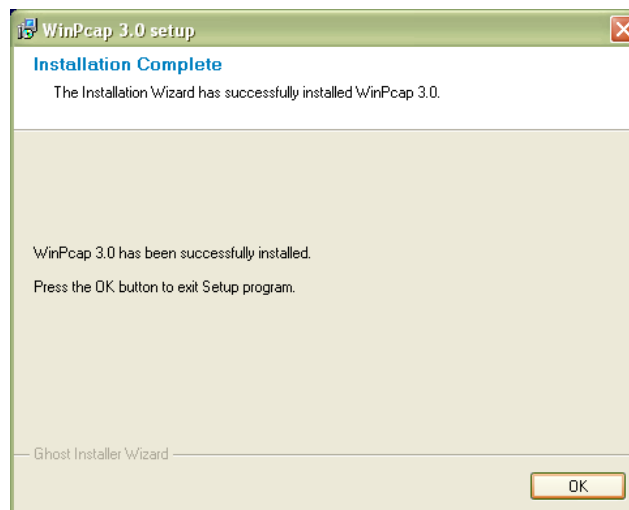 WinPcap 3.0 setup
Installation Complete
The Installation Wizard has successfully installed WinPcap 3.0.
WinPcap 3.0 has been successfully installed.
Press the OK button to exit Setup program.
Ghost Installer Wizard
OK